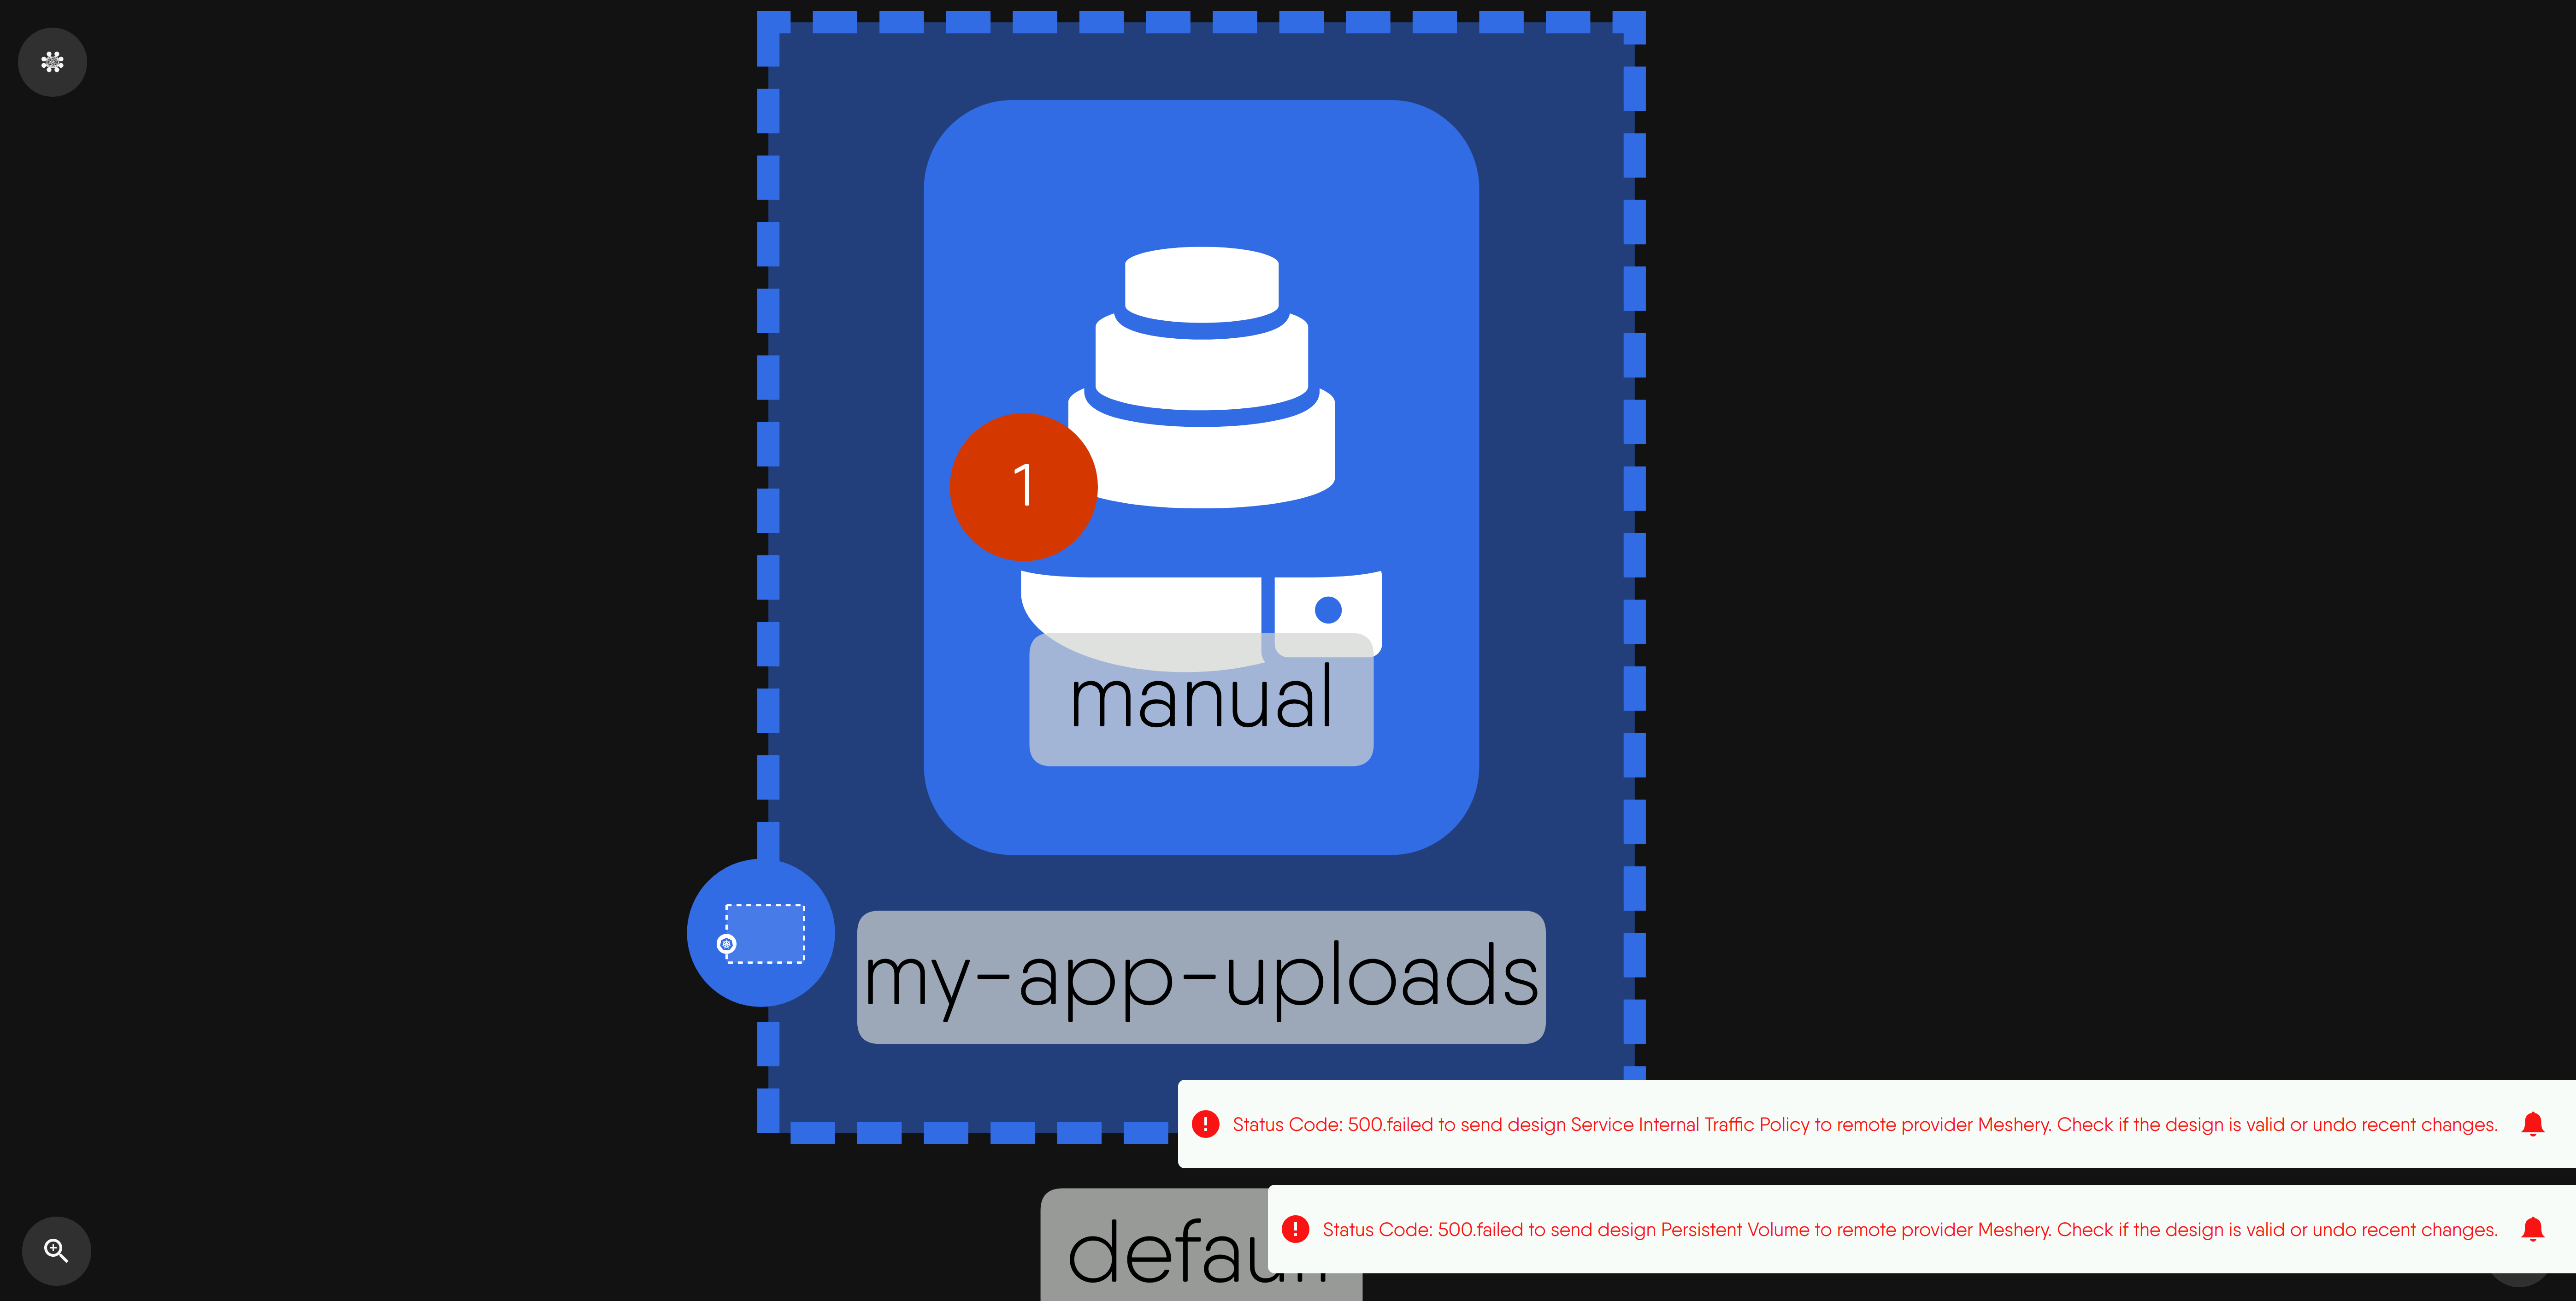 1
manual
my-app-uploads
Status Code: 500.failed to send design Service Internal Traffic Policy to remote provider Meshery. Check if the design is valid or undo recent changes.
Status Code: 500.failed to send design Persistent Volume to remote provider Meshery. Check if the design is valid or undo recent changes.